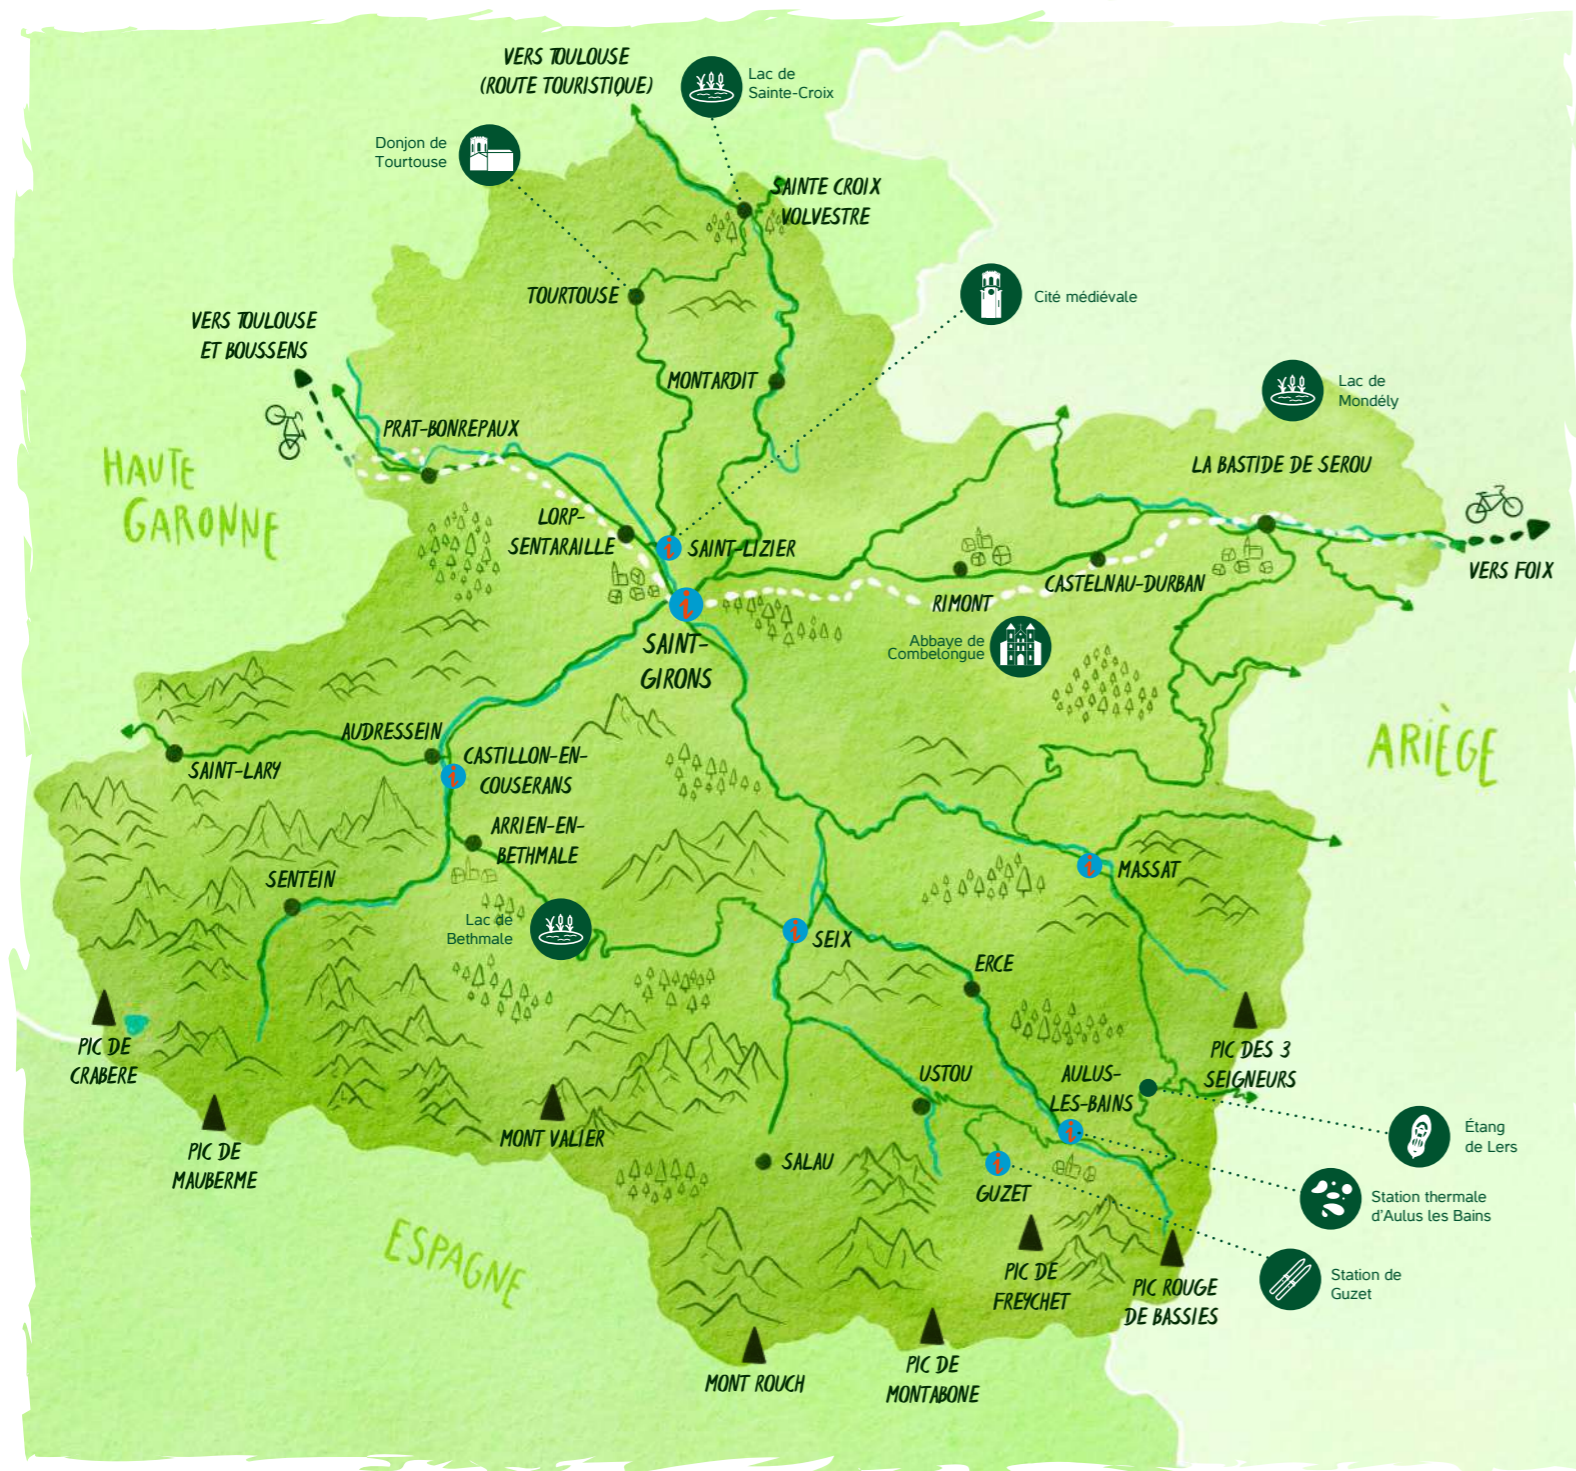 VERS TOULOUSE
(ROUTE TOURISTIQUE)
Lac de
Sainte-Croix
Donjon de
Tourtouse
SAINTE CROIX
VOLVESTRE
TOURTOUSE
Cité médiévale
VERS TOULOUSE
ET BOUSSENS
MONTARDIT
Lac de
Mondély
PRAT-BONREPAUX
HAUTE
GARONNE
LA BASTIDE DE SEROU
LORP-
SENTARAILLE
SAINT-LIZIER
VERS FOIX
CASTELNAU-DURBAN
RIMONT
SAINT-
GIRONS
Abbaye de
Combelongue
ARIÈGE
AUDRESSEIN
SAINT-LARY
CASTILLON-EN-
COUSERANS
ARRIEN-EN-
BETHMALE
SENTEIN
MASSAT
Lac de
Bethmale
SEIX
ERCE
PIC DE
CRABERE
PIC DES 3
SEIGNEURS
USTOU
AULUS-
LES-BAINS
MONT VALIER
PIC DE
MAUBERME
SALAU
Étang
de Lers
GUZET
Station thermale
d'Aulus les Bains
ESPAGNE
PIC DE
FREYCHET
PIC ROUGE
DE BASSIES
Station de
Guzet
MONT ROUCH
PIC DE
MONTABONE